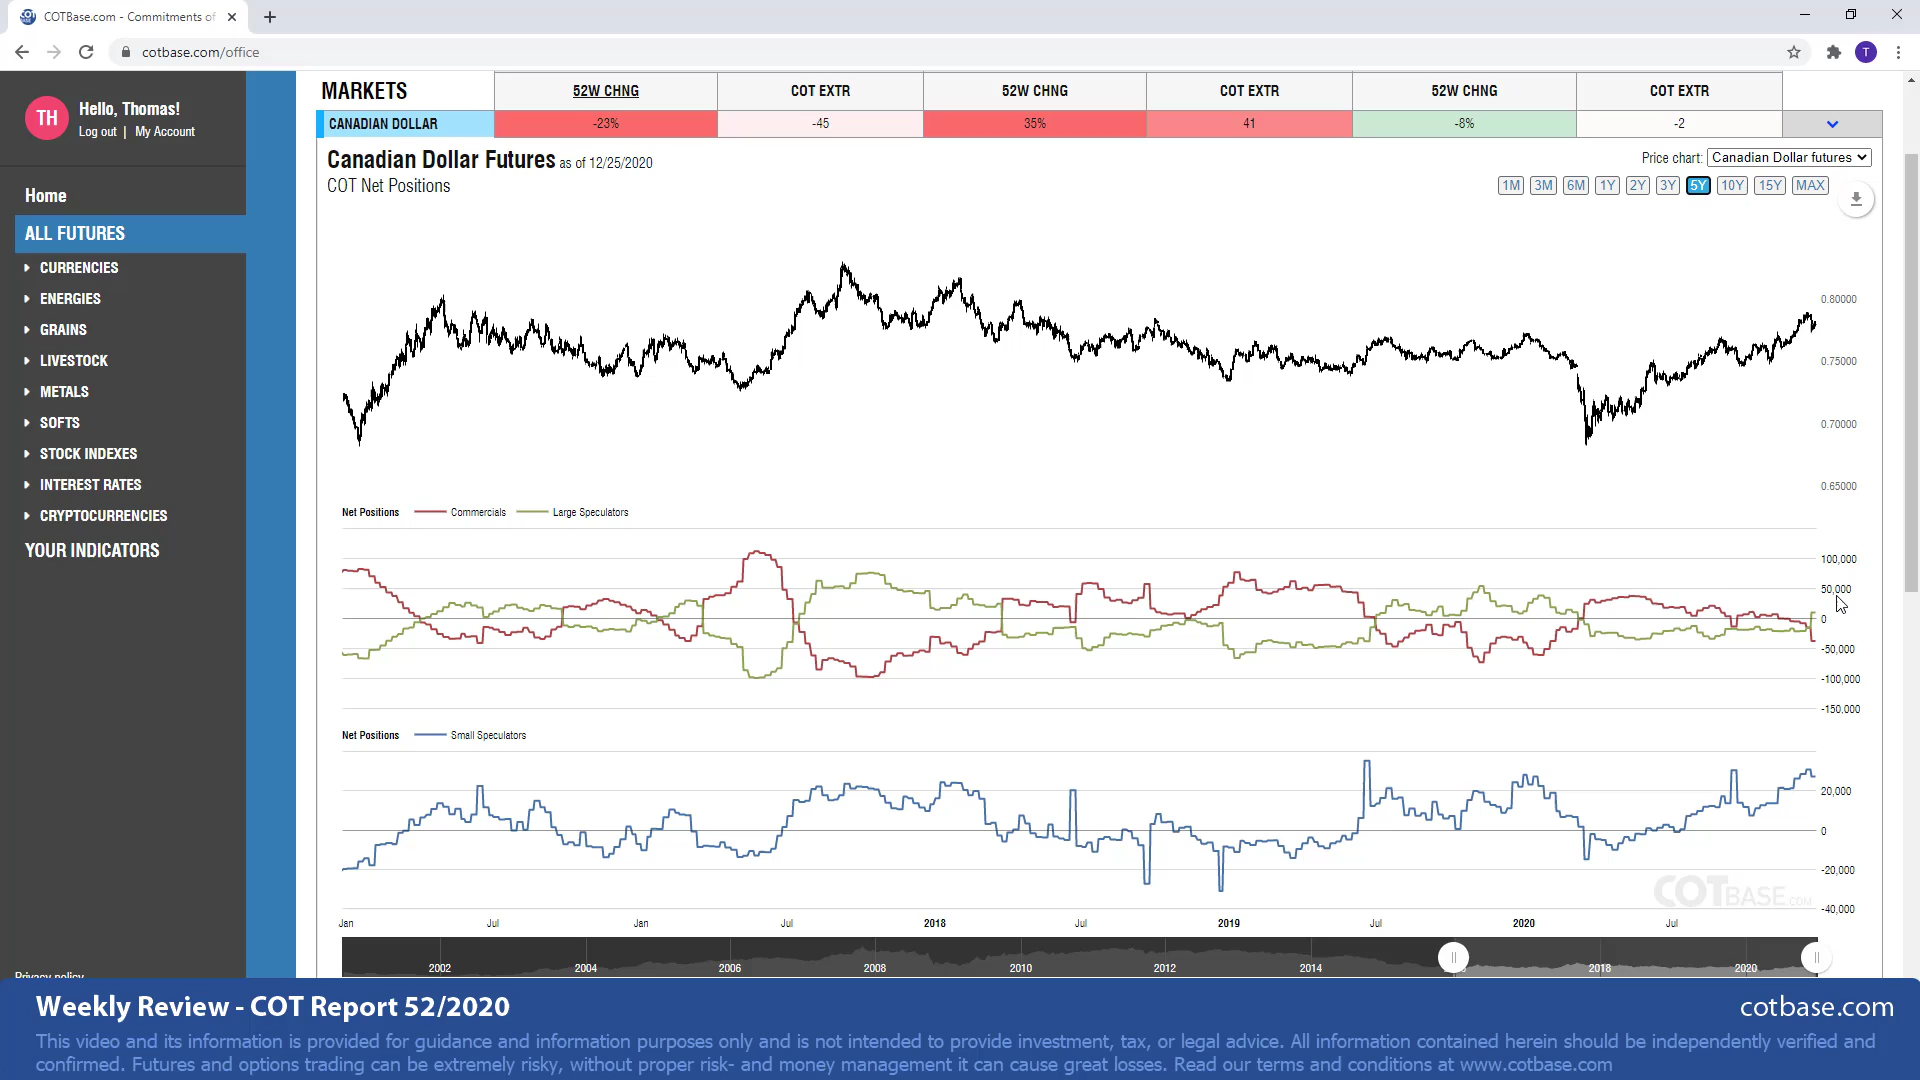 COTBase.com - Commitments of
cotbase.com/office
T
TH
Hello, Thomas!
Log out | My Account
Home
ALL FUTURES
CURRENCIES
ENERGIES
GRAINS
LIVESTOCK
METALS
SOFTS
STOCK INDEXES
INTEREST RATES
CRYPTOCURRENCIES
YOUR INDICATORS
Privacy policy
MARKETS 52W CHNG COT EXTR 52W CHNG COT EXTR 52W CHNG COT EXTR
CANADIAN DOLLAR -23% -45 35% 41 -8% -2
Canadian Dollar Futures as of 12/25/2020
COT Net Positions
Price chart: Canadian Dollar futures
1M 3M 6M 1Y 2Y 3Y 5Y 10Y 15Y MAX
0.80000
0.75000
0.70000
0.65000
Net Positions Commercials Large Speculators
100,000
50,000
0
-50,000
-100,000
-150,000
Net Positions Small Speculators
20,000
0
-20,000
-40,000
COTBASE.COM
Jan Jul Jan Jul 2018 Jul 2019 Jul 2020 Jul
2002 2004 2006 2008 2010 2012 2014 2018 2020
Weekly Review - COT Report 52/2020
cotbase.com
This video and its information is provided for guidance and information purposes only and is not intended to provide investment, tax, or legal advice. All information contained herein should be independently verified and
confirmed. Futures and options trading can be extremely risky, without proper risk- and money management it can cause great losses. Read our terms and conditions at www.cotbase.com